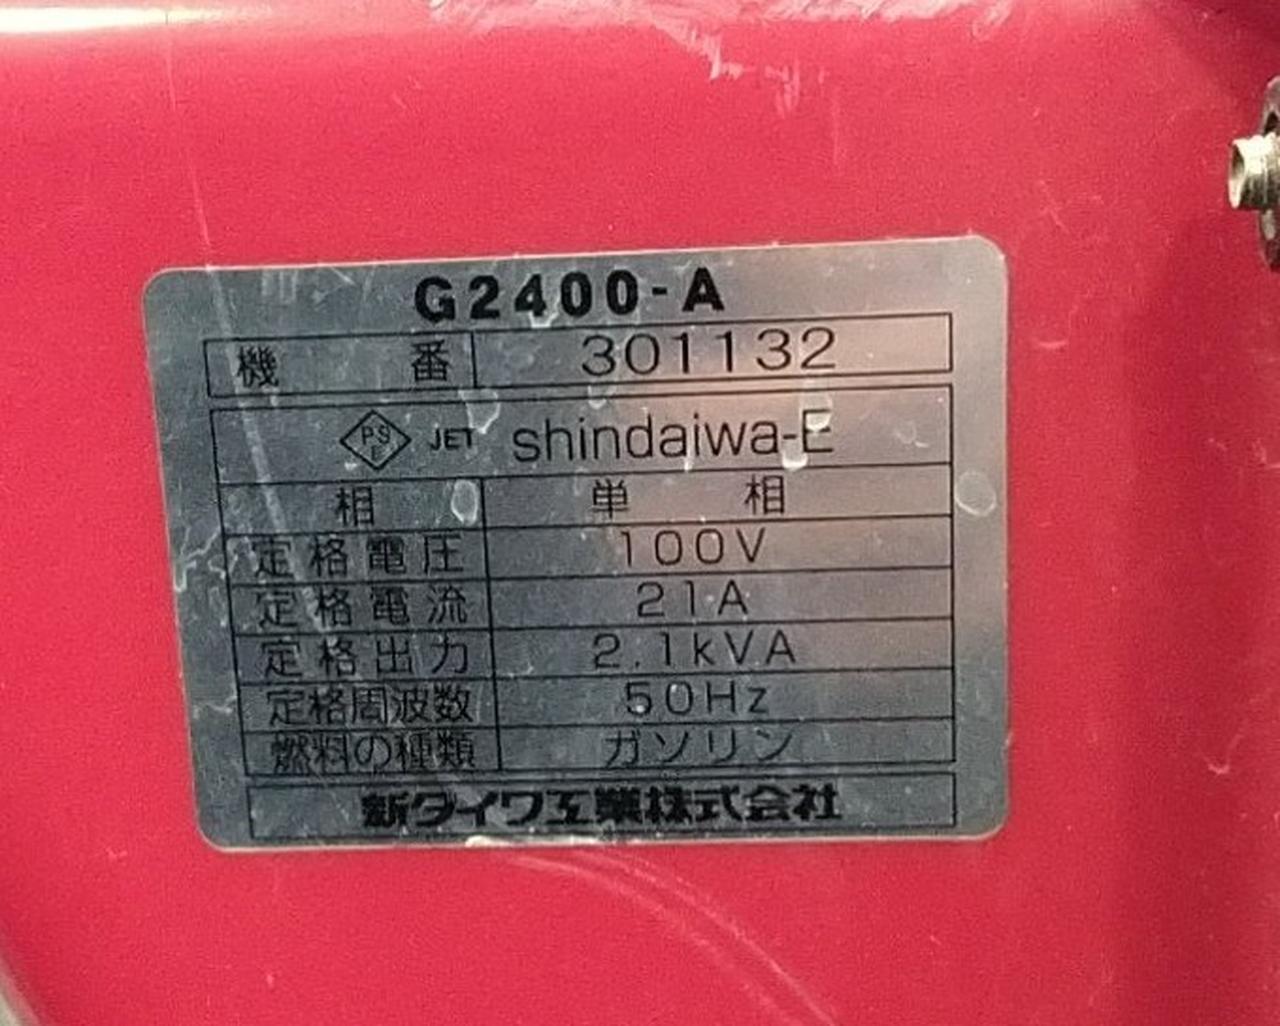 G2400-A
機番 301132
PS E JET shindaiwa-E
相 単相
定格電圧 100V
定格電流 21A
定格出力 2.1kVA
定格周波数 50Hz
燃料の種類 ガソリン
新ダイワ工業株式会社